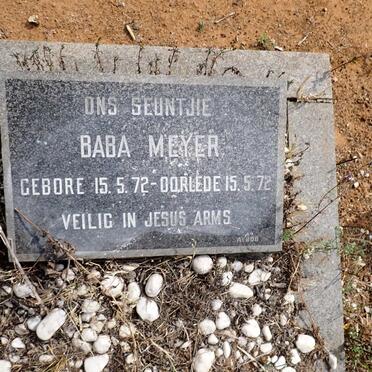 ONS SEUNTJIE
BABA MEYER
GEBORE 15.5.72-OORLEDE 15.5.72
VEILIG IN JESUS ARMS